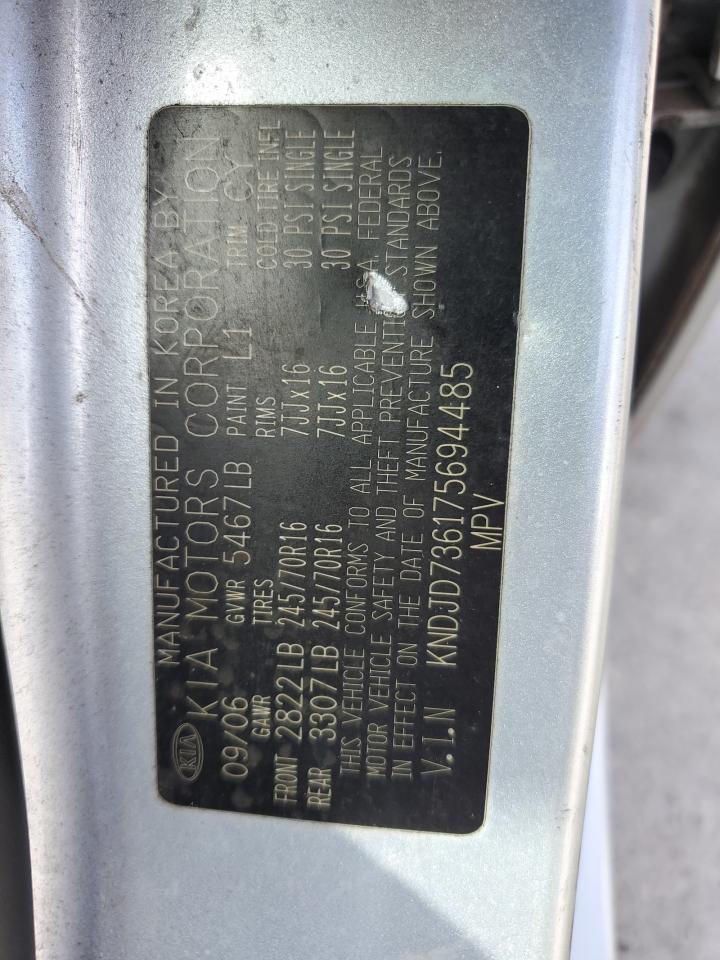 KIA MANUFACTURED IN KOREA BY
KIA MOTORS CORPORATION
09/06 GVWR 5467LB PAINT L1 TRIM CY
GAWR TIRES RIMS COLD TIRE INFL
FRONT 2822LB 245/70R16 7JJx16 30 PSI SINGLE
REAR 3307LB 245/70R16 7JJx16 30 PSI SINGLE
THIS VEHICLE CONFORMS TO ALL APPLICABLE U.S.A. FEDERAL
MOTOR VEHICLE SAFETY AND THEFT PREVENTION STANDARDS
IN EFFECT ON THE DATE OF MANUFACTURE SHOWN ABOVE.
V.I.N KNDJD736175694485
MPV